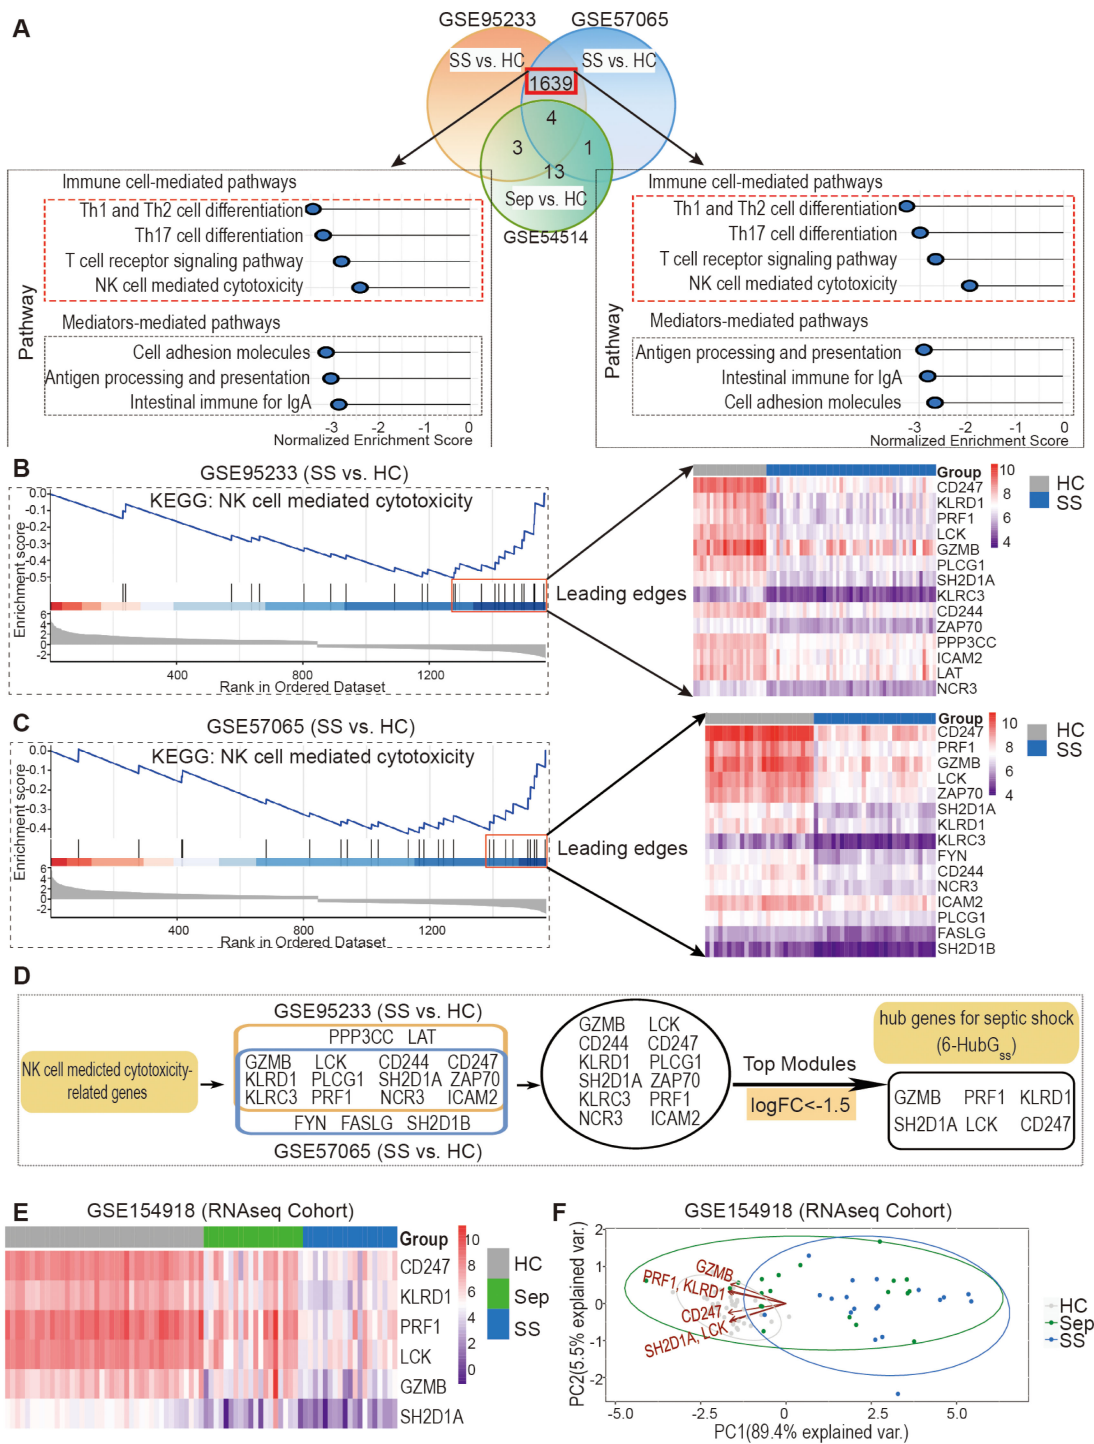 A
GSE95233 GSE57065
SS vs. HC SS vs. HC
1639
4
3 1
13
Sep vs. HC
GSE54514
Pathway
Immune cell-mediated pathways
Th1 and Th2 cell differentiation
Th17 cell differentiation
T cell receptor signaling pathway
NK cell mediated cytotoxicity
Mediators-mediated pathways
Cell adhesion molecules
Antigen processing and presentation
Intestinal immune for IgA
-3 -2 -1 0
Normalized Enrichment Score
Pathway
Immune cell-mediated pathways
Th1 and Th2 cell differentiation
Th17 cell differentiation
T cell receptor signaling pathway
NK cell mediated cytotoxicity
Mediators-mediated pathways
Antigen processing and presentation
Intestinal immune for IgA
Cell adhesion molecules
-3 -2 -1 0
Normalized Enrichment Score
B
GSE95233 (SS vs. HC)
KEGG: NK cell mediated cytotoxicity
Enrichment score
0.0
-0.1
-0.2
-0.3
-0.4
-0.5
6
4
2
0
-2
400 800 1200
Rank in Ordered Dataset
Leading edges
Group
CD247
KLRD1
PRF1
LCK
GZMB
PLCG1
SH2D1A
KLRC3
CD244
ZAP70
PPP3CC
ICAM2
LAT
NCR3
10
8
6
4
HC
SS
C
GSE57065 (SS vs. HC)
KEGG: NK cell mediated cytotoxicity
Enrichment score
0.0
-0.1
-0.2
-0.3
-0.4
6
4
2
0
-2
400 800 1200
Rank in Ordered Dataset
Leading edges
Group
CD247
PRF1
GZMB
LCK
ZAP70
SH2D1A
KLRD1
KLRC3
FYN
CD244
NCR3
ICAM2
PLCG1
FASLG
SH2D1B
10
8
6
4
HC
SS
D
NK cell medicted cytotoxicity-
related genes
GSE95233 (SS vs. HC)
PPP3CC LAT
GZMB LCK CD244 CD247
KLRD1 PLCG1 SH2D1A ZAP70
KLRC3 PRF1 NCR3 ICAM2
FYN FASLG SH2D1B
GSE57065 (SS vs. HC)
GZMB LCK
CD244 CD247
KLRD1 PLCG1
SH2D1A ZAP70
KLRC3 PRF1
NCR3 ICAM2
Top Modules
logFC<-1.5
hub genes for septic shock
(6-HubGss)
GZMB PRF1 KLRD1
SH2D1A LCK CD247
E
GSE154918 (RNAseq Cohort)
Group
CD247
KLRD1
PRF1
LCK
GZMB
SH2D1A
10
8
6
4
2
0
HC
Sep
SS
F
GSE154918 (RNAseq Cohort)
PC2(5.5% explained var.)
2
1
0
-1
-2
GZMB
PRF1, KLRD1
CD247
SH2D1A, LCK
-5.0 -2.5 0 2.5 5.0
PC1(89.4% explained var.)
HC
Sep
SS